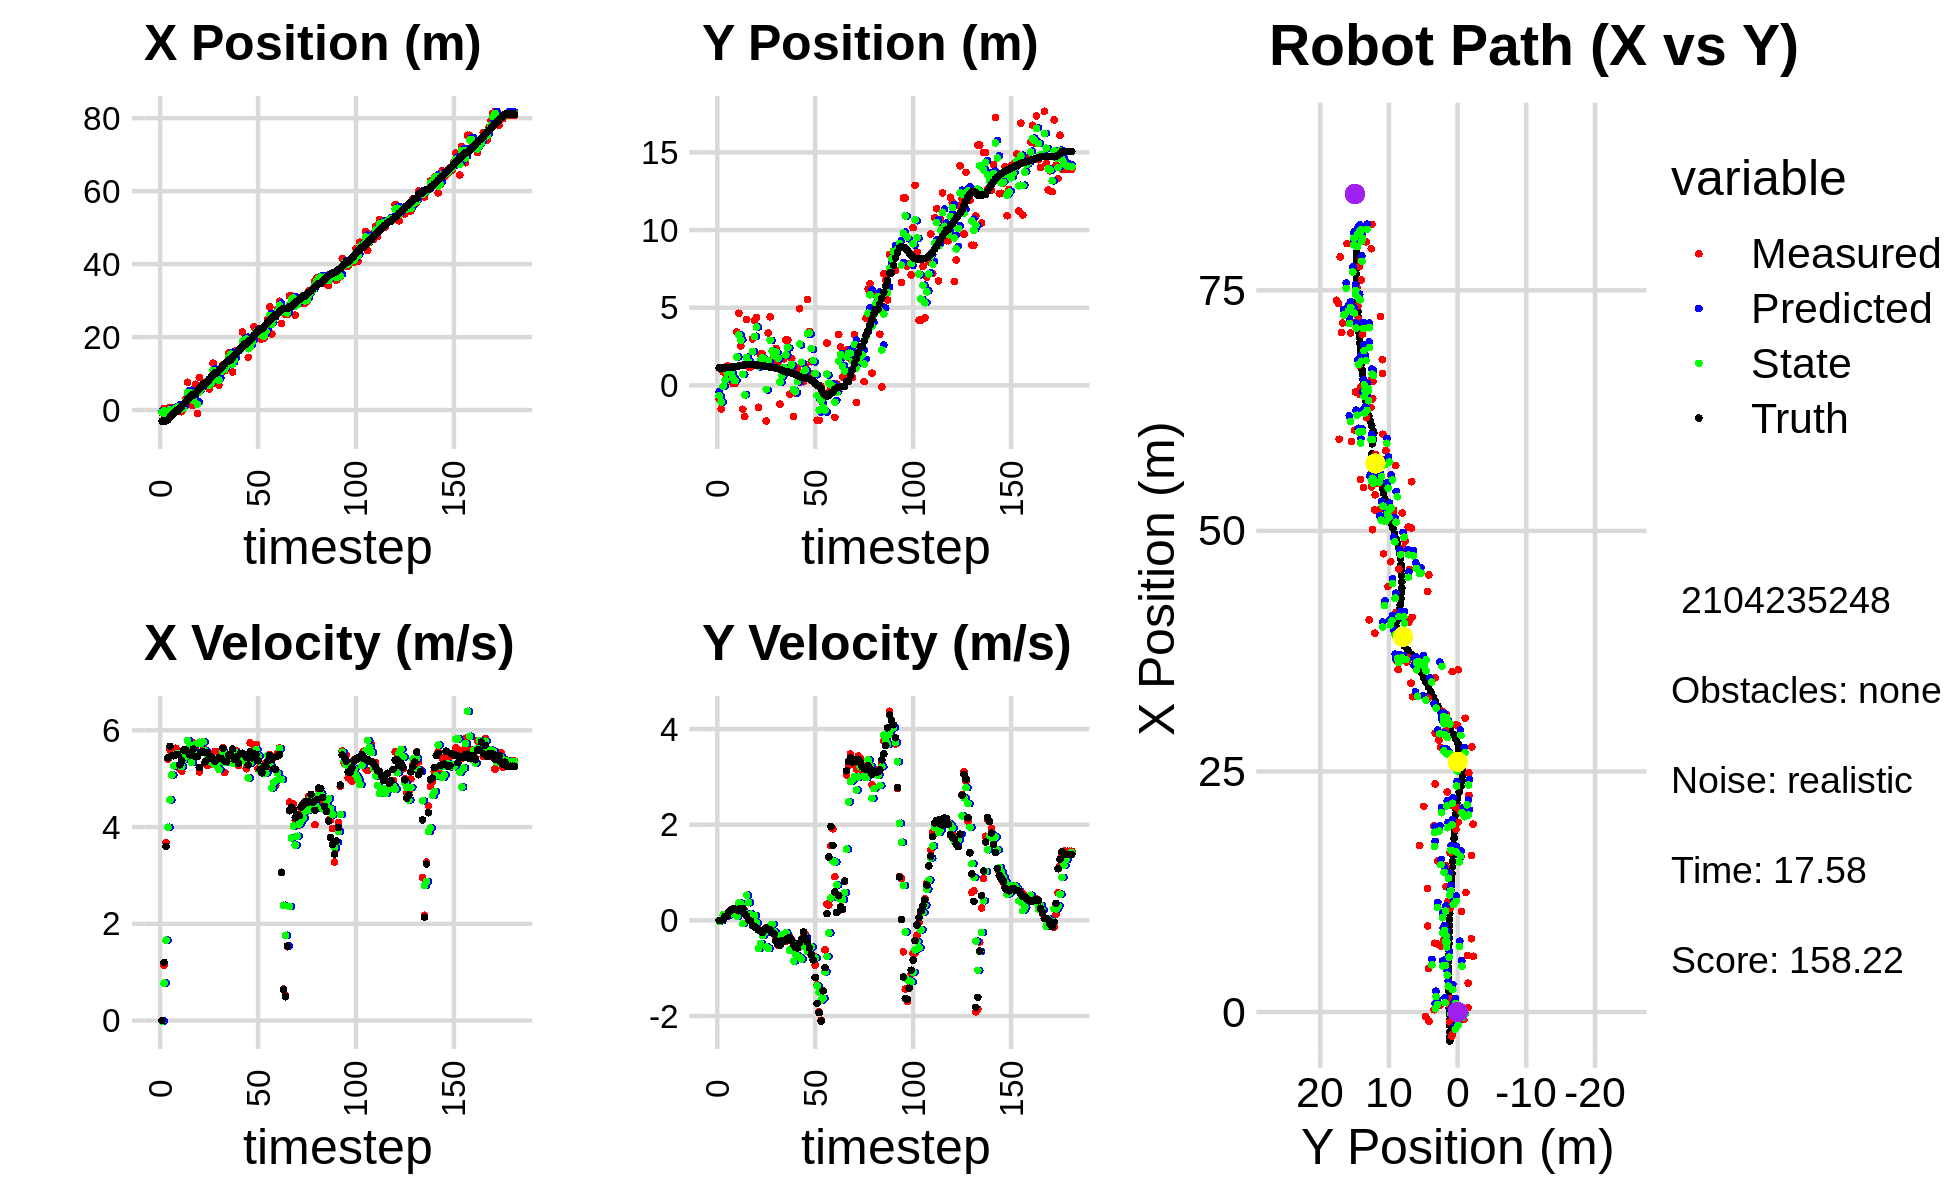 X Position (m)
80
60
40
20
0
0
50
100
150
timestep
Y Position (m)
15
10
5
0
0
50
100
150
timestep
X Velocity (m/s)
6
4
2
0
0
50
100
150
timestep
Y Velocity (m/s)
4
2
0
-2
0
50
100
150
timestep
Robot Path (X vs Y)
X Position (m)
75
50
25
0
20 10 0 -10 -20
Y Position (m)
variable
Measured
Predicted
State
Truth
2104235248
Obstacles: none
Noise: realistic
Time: 17.58
Score: 158.22